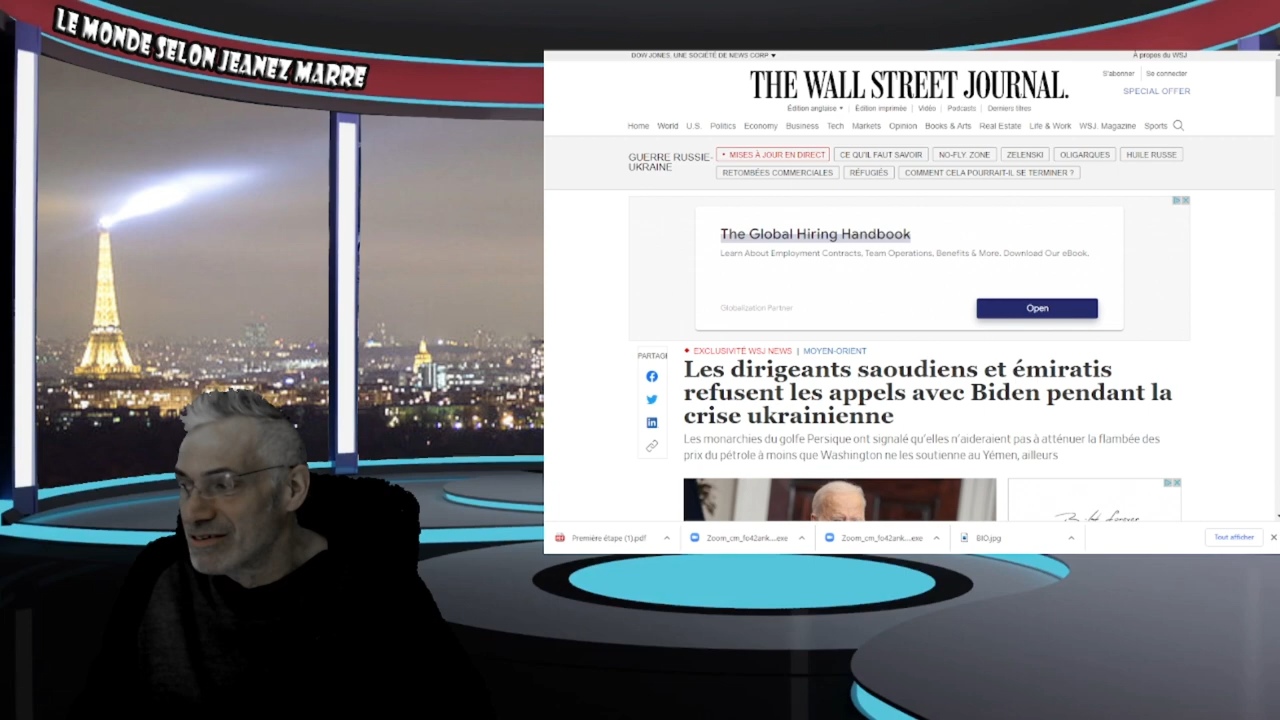 LE MONDE SELON JEANEZ MARRE
DOW JONES, UNE SOCIÉTÉ DE NEWS CORP ▼
À propos du WSJ
THE WALL STREET JOURNAL.
S'abonner | Se connecter
SPECIAL OFFER
Édition anglaise ▼ | Édition imprimée | Vidéo | Podcasts | Derniers titres
Home World U.S. Politics Economy Business Tech Markets Opinion Books & Arts Real Estate Life & Work WSJ. Magazine Sports
GUERRE RUSSIE-
UKRAINE
• MISES À JOUR EN DIRECT CE QU'IL FAUT SAVOIR NO-FLY. ZONE ZELENSKI OLIGARQUES HUILE RUSSE
RETOMBÉES COMMERCIALES RÉFUGIÉS COMMENT CELA POURRAIT-IL SE TERMINER ?
The Global Hiring Handbook
Learn About Employment Contracts, Team Operations, Benefits & More. Download Our eBook.
Globalization Partner
Open
PARTAGI
EXCLUSIVITÉ WSJ NEWS | MOYEN-ORIENT
Les dirigeants saoudiens et émiratis
refusent les appels avec Biden pendant la
crise ukrainienne
Les monarchies du golfe Persique ont signalé qu'elles n'aideraient pas à atténuer la flambée des
prix du pétrole à moins que Washington ne les soutienne au Yémen, ailleurs
Première étape (1).pdf
Zoom_cm_fo42ank....exe
Zoom_cm_fo42ank....exe
BIO.jpg
Tout afficher